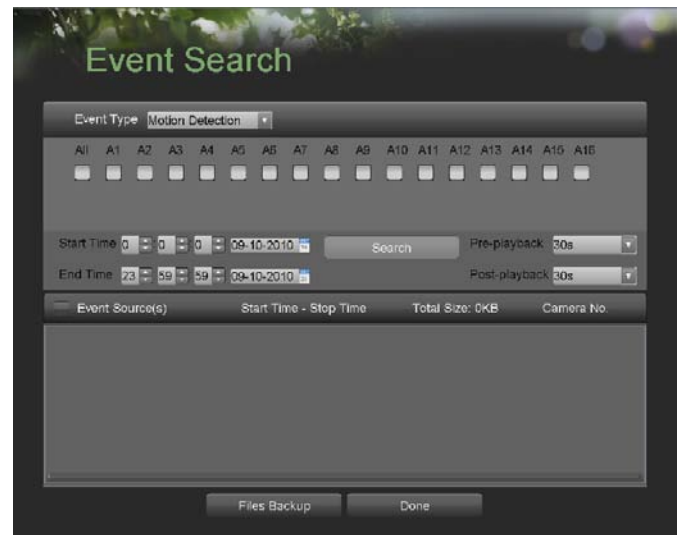 Event Search
Event Type Motion Detection
All A1 A2 A3 A4 A5 A6 A7 A8 A9 A10 A11 A12 A13 A14 A15 A16
Start Time 0 : 0 : 0 09-10-2010 Search Pre-playback 30s
End Time 23 59 59 09-10-2010 Post-playback 30s
Event Source(s) Start Time - Stop Time Total Size: 0KB Camera No.
Files Backup Done